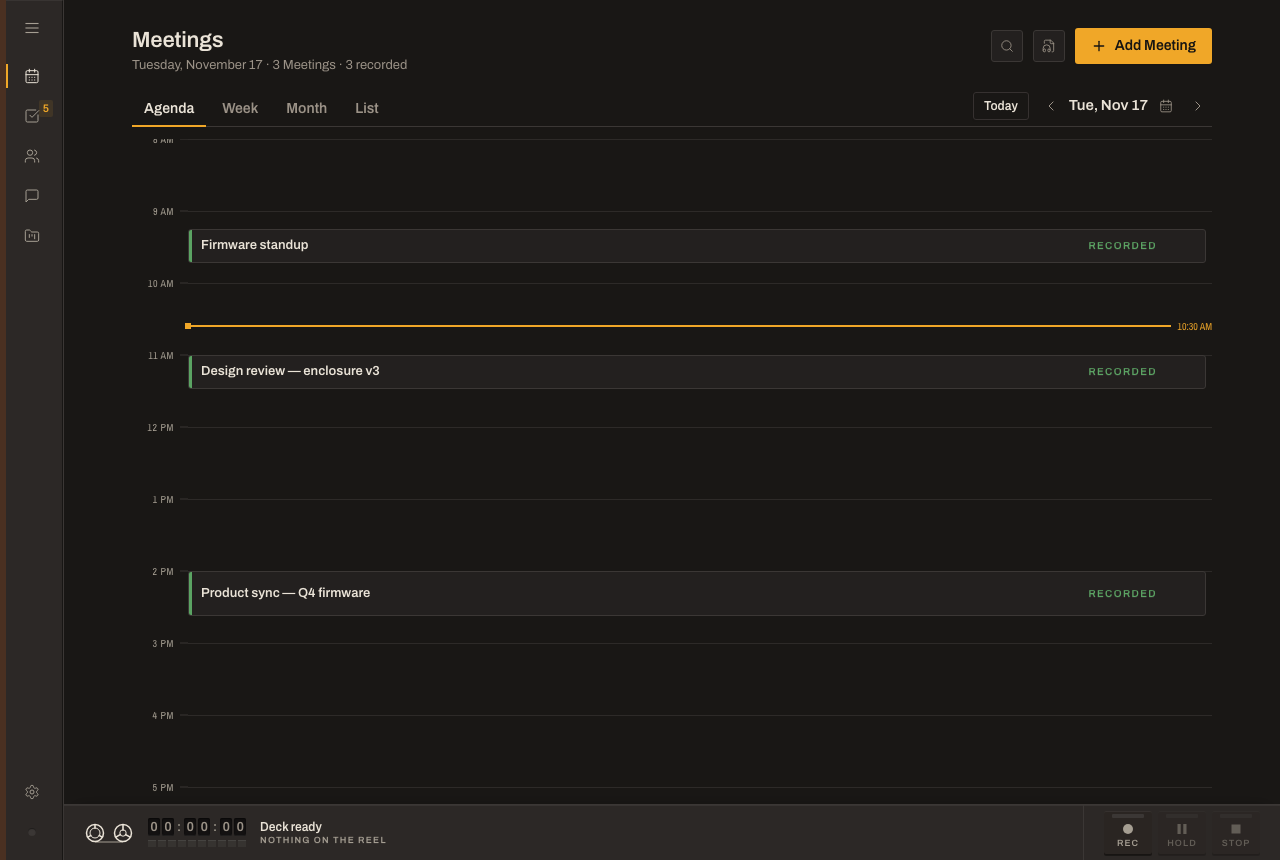 Meetings
Tuesday, November 17 · 3 Meetings · 3 recorded
Add Meeting
5
Agenda Week Month List
Today Tue, Nov 17
8 AM
9 AM
Firmware standup RECORDED
10 AM
10:30 AM
11 AM
Design review — enclosure v3 RECORDED
12 PM
1 PM
2 PM
Product sync — Q4 firmware RECORDED
3 PM
4 PM
5 PM
00:00:00
Deck ready
NOTHING ON THE REEL
REC HOLD STOP